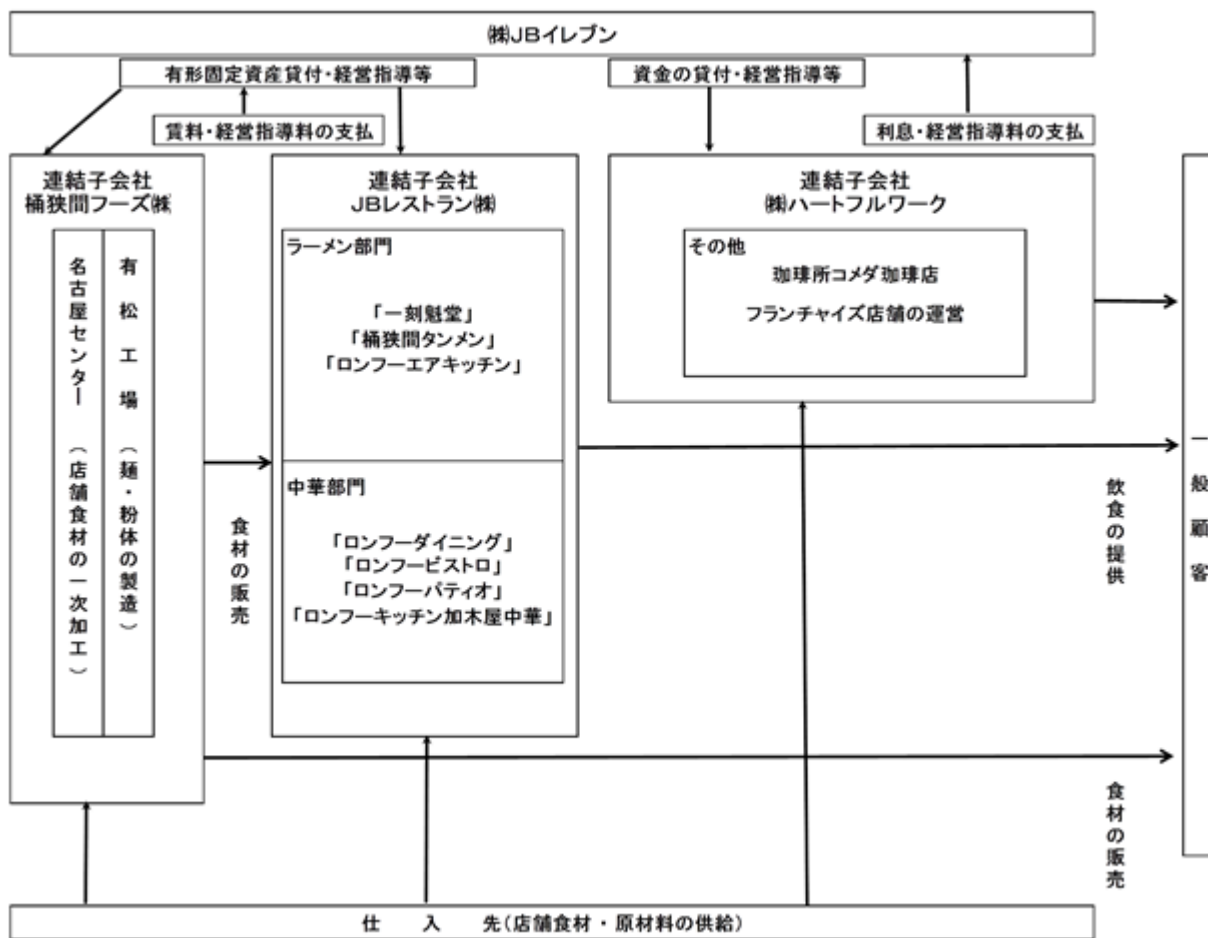 ㈱JBイレブン
有形固定資産貸付・経営指導等
資金の貸付・経営指導等
賃料・経営指導料の支払
利息・経営指導料の支払
連結子会社
桶狭間フーズ㈱
名古屋センター（店舗食材の一次加工）
有松工場（麺・粉体の製造）
食材の販売
連結子会社
JBレストラン㈱
ラーメン部門
「一刻魁堂」
「桶狭間タンメン」
「ロンフーエアキッチン」
中華部門
「ロンフーダイニング」
「ロンフービストロ」
「ロンフーパティオ」
「ロンフーキッチン加木屋中華」
連結子会社
㈱ハートフルワーク
その他
珈琲所コメダ珈琲店
フランチャイズ店舗の運営
飲食の提供
食材の販売
一般顧客
仕　入　先(店舗食材・原材料の供給)